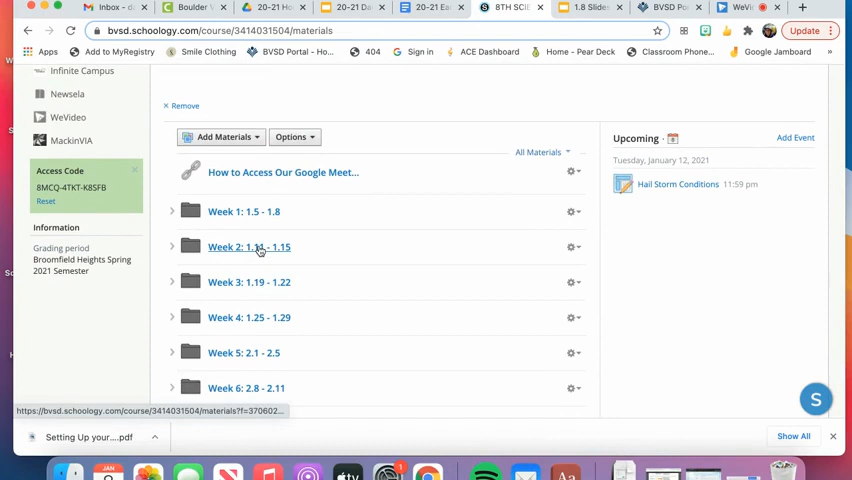 Inbox - d
Boulder V
20-21 Ho
20-21 Da
20-21 Ea
8TH SCIE
1.8 Slides
BVSD Po
WeVi
bvsd.schoology.com/course/3414031504/materials
Update
Apps
Add to MyRegistry
Smile Clothing
BVSD Portal - Ho...
404
Sign in
ACE Dashboard
Home - Pear Deck
Classroom Phone...
Google Jamboard
Infinite Campus
Newsela
WeVideo
MackinVIA
Access Code
8MCQ-4TKT-K8SFB
Reset
Information
Grading period
Broomfield Heights Spring
2021 Semester
Remove
Add Materials
Options
All Materials
How to Access Our Google Meet...
Week 1: 1.5 - 1.8
Week 2: 1.11 - 1.15
Week 3: 1.19 - 1.22
Week 4: 1.25 - 1.29
Week 5: 2.1 - 2.5
Week 6: 2.8 - 2.11
Upcoming
Add Event
Tuesday, January 12, 2021
Hail Storm Conditions 11:59 pm
S
https://bvsd.schoology.com/course/3414031504/materials?f=370602...
Setting Up your....pdf
Show All
JAN
1